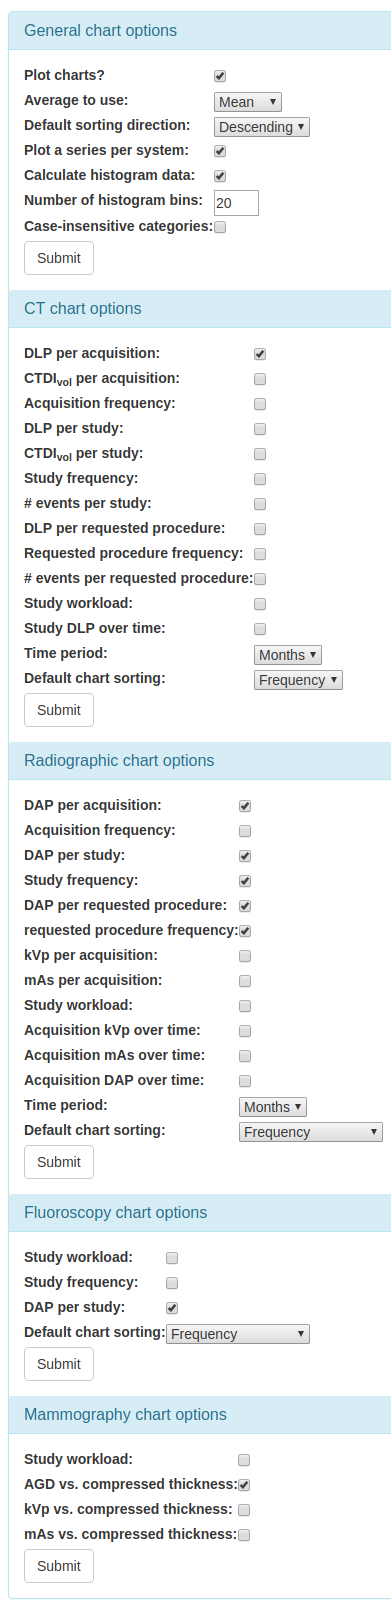 General chart options
Plot charts?
Average to use: Mean
Default sorting direction: Descending
Plot a series per system:
Calculate histogram data:
Number of histogram bins: 20
Case-insensitive categories:
Submit
CT chart options
DLP per acquisition:
CTDIvol per acquisition:
Acquisition frequency:
DLP per study:
CTDIvol per study:
Study frequency:
# events per study:
DLP per requested procedure:
Requested procedure frequency:
# events per requested procedure:
Study workload:
Study DLP over time:
Time period: Months
Default chart sorting: Frequency
Submit
Radiographic chart options
DAP per acquisition:
Acquisition frequency:
DAP per study:
Study frequency:
DAP per requested procedure:
requested procedure frequency:
kVp per acquisition:
mAs per acquisition:
Study workload:
Acquisition kVp over time:
Acquisition mAs over time:
Acquisition DAP over time:
Time period: Months
Default chart sorting: Frequency
Submit
Fluoroscopy chart options
Study workload:
Study frequency:
DAP per study:
Default chart sorting: Frequency
Submit
Mammography chart options
Study workload:
AGD vs. compressed thickness:
kVp vs. compressed thickness:
mAs vs. compressed thickness:
Submit